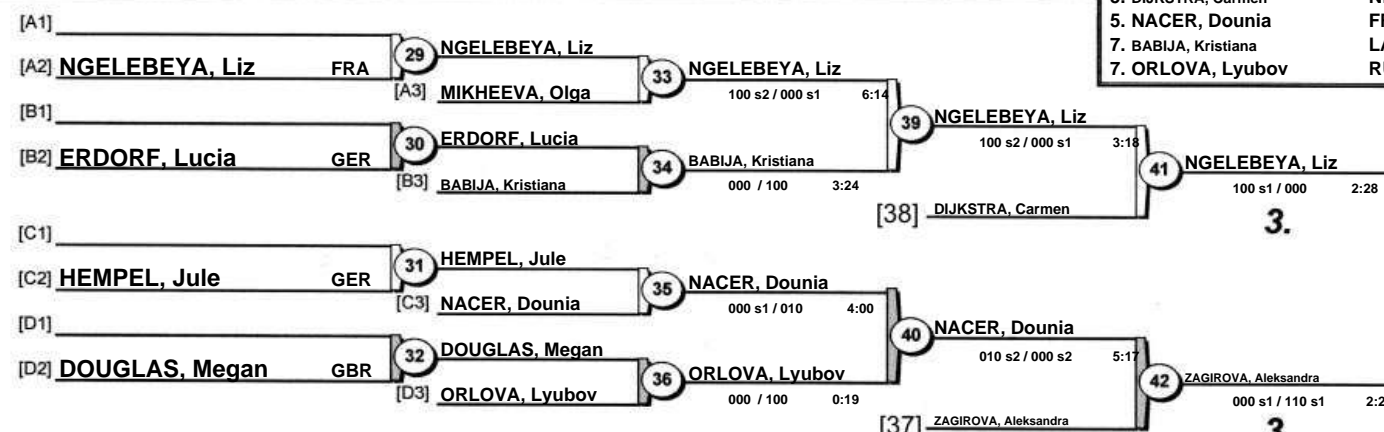 5. NACER, Dounia
7. BABIJA, Kristiana
7. ORLOVA, Lyubov
[A1]
[A2] NGELEBEYA, Liz FRA
29
NGELEBEYA, Liz
[A3] MIKHEEVA, Olga
33
NGELEBEYA, Liz
100 s2 / 000 s1 6:14
[B1]
[B2] ERDORF, Lucia GER
30
ERDORF, Lucia
[B3] BABIJA, Kristiana
34
BABIJA, Kristiana
000 / 100 3:24
39
NGELEBEYA, Liz
100 s2 / 000 s1 3:18
[38] DIJKSTRA, Carmen
41
NGELEBEYA, Liz
100 s1 / 000 2:28
3.
[C1]
[C2] HEMPEL, Jule GER
31
HEMPEL, Jule
[C3] NACER, Dounia
35
NACER, Dounia
000 s1 / 010 4:00
[D1]
[D2] DOUGLAS, Megan GBR
32
DOUGLAS, Megan
[D3] ORLOVA, Lyubov
36
ORLOVA, Lyubov
000 / 100 0:19
40
NACER, Dounia
010 s2 / 000 s2 5:17
[37] ZAGIROVA, Aleksandra
42
ZAGIROVA, Aleksandra
000 s1 / 110 s1
3